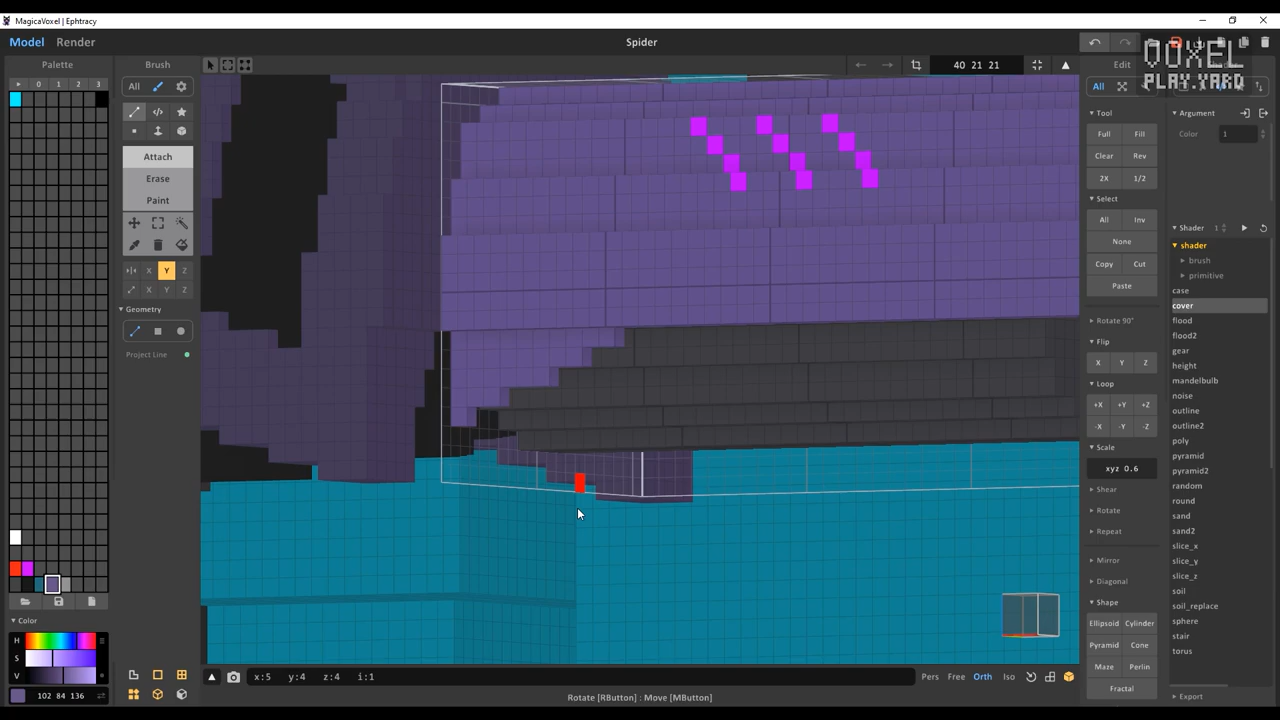 MagicaVoxel | Ephtracy
Model Render
Spider
VOXEL
PLAY.YARD
Palette
Brush
40 21 21
Edit
0 1 2 3
All
All
Attach
Erase
Paint
X Y Z
X Y Z
Geometry
Project Line
Tool
Full Fill
Clear Rev
2X 1/2
Select
All Inv
None
Copy Cut
Paste
Rotate 90°
Flip
X Y Z
Loop
+X +Y +Z
-X -Y -Z
Scale
xyz 0.6
Shear
Rotate
Repeat
Mirror
Diagonal
Shape
Ellipsoid Cylinder
Pyramid Cone
Maze Perlin
Fractal
Argument
Color 1
Shader 1
shader
brush
primitive
case
cover
flood
flood2
gear
height
mandelbulb
noise
outline
outline2
poly
pyramid
pyramid2
random
round
sand
sand2
slice_x
slice_y
slice_z
soil
soil_replace
sphere
stair
torus
Export
Color
H
S
V
102 84 136
x:5 y:4 z:4 i:1
Pers Free Orth Iso
Rotate [RButton] : Move [MButton]